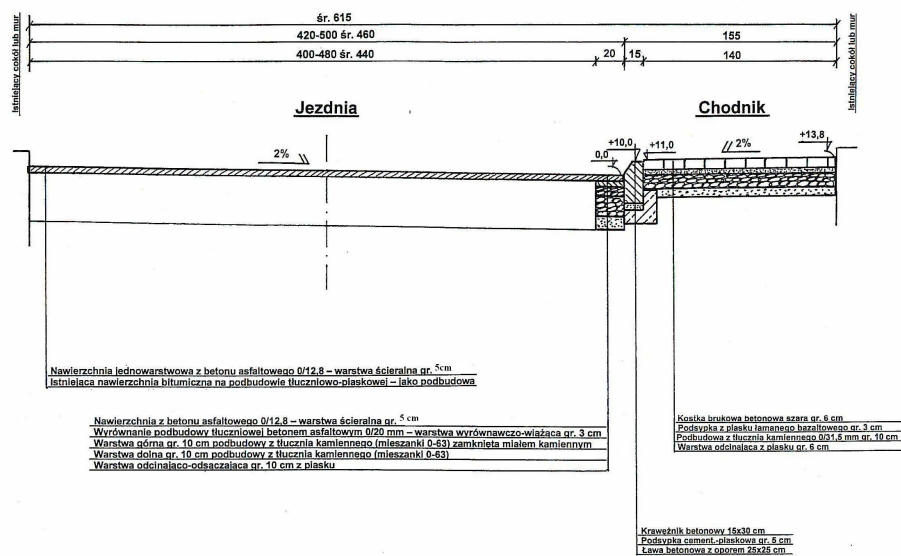 śr. 615
420-500 śr. 460
155
400-480 śr. 440
20
15
140
Istniejący cokół lub mur
Istniejący cokół lub mur
Jezdnia
Chodnik
2%
0,0
+10,0
+11,0
2%
+13,8
Nawierzchnia jednowarstwowa z betonu asfaltowego 0/12,8 – warstwa ścieralna gr. 5cm
Istniejąca nawierzchnia bitumiczna na podbudowie tłuczniowo-piaskowej – jako podbudowa
Nawierzchnia z betonu asfaltowego 0/12,8 – warstwa ścieralna gr. 5 cm
Wyrównanie podbudowy tłuczniowej betonem asfaltowym 0/20 mm – warstwa wyrównawczo-wiążąca gr. 3 cm
Warstwa górna gr. 10 cm podbudowy z tłucznia kamiennego (mieszanki 0-63) zamknięta miałem kamiennym
Warstwa dolna gr. 10 cm podbudowy z tłucznia kamiennego (mieszanki 0-63)
Warstwa odcinająco-odsączająca gr. 10 cm z piasku
Kostka brukowa betonowa szara gr. 6 cm
Podsypka z piasku łamanego bazaltowego gr. 3 cm
Podbudowa z tłucznia kamiennego 0/31,5 mm gr. 10 cm
Warstwa odcinająca z piasku gr. 6 cm
Krawężnik betonowy 15x30 cm
Podsypka cement.-piaskowa gr. 5 cm
Ława betonowa z oporem 25x25 cm